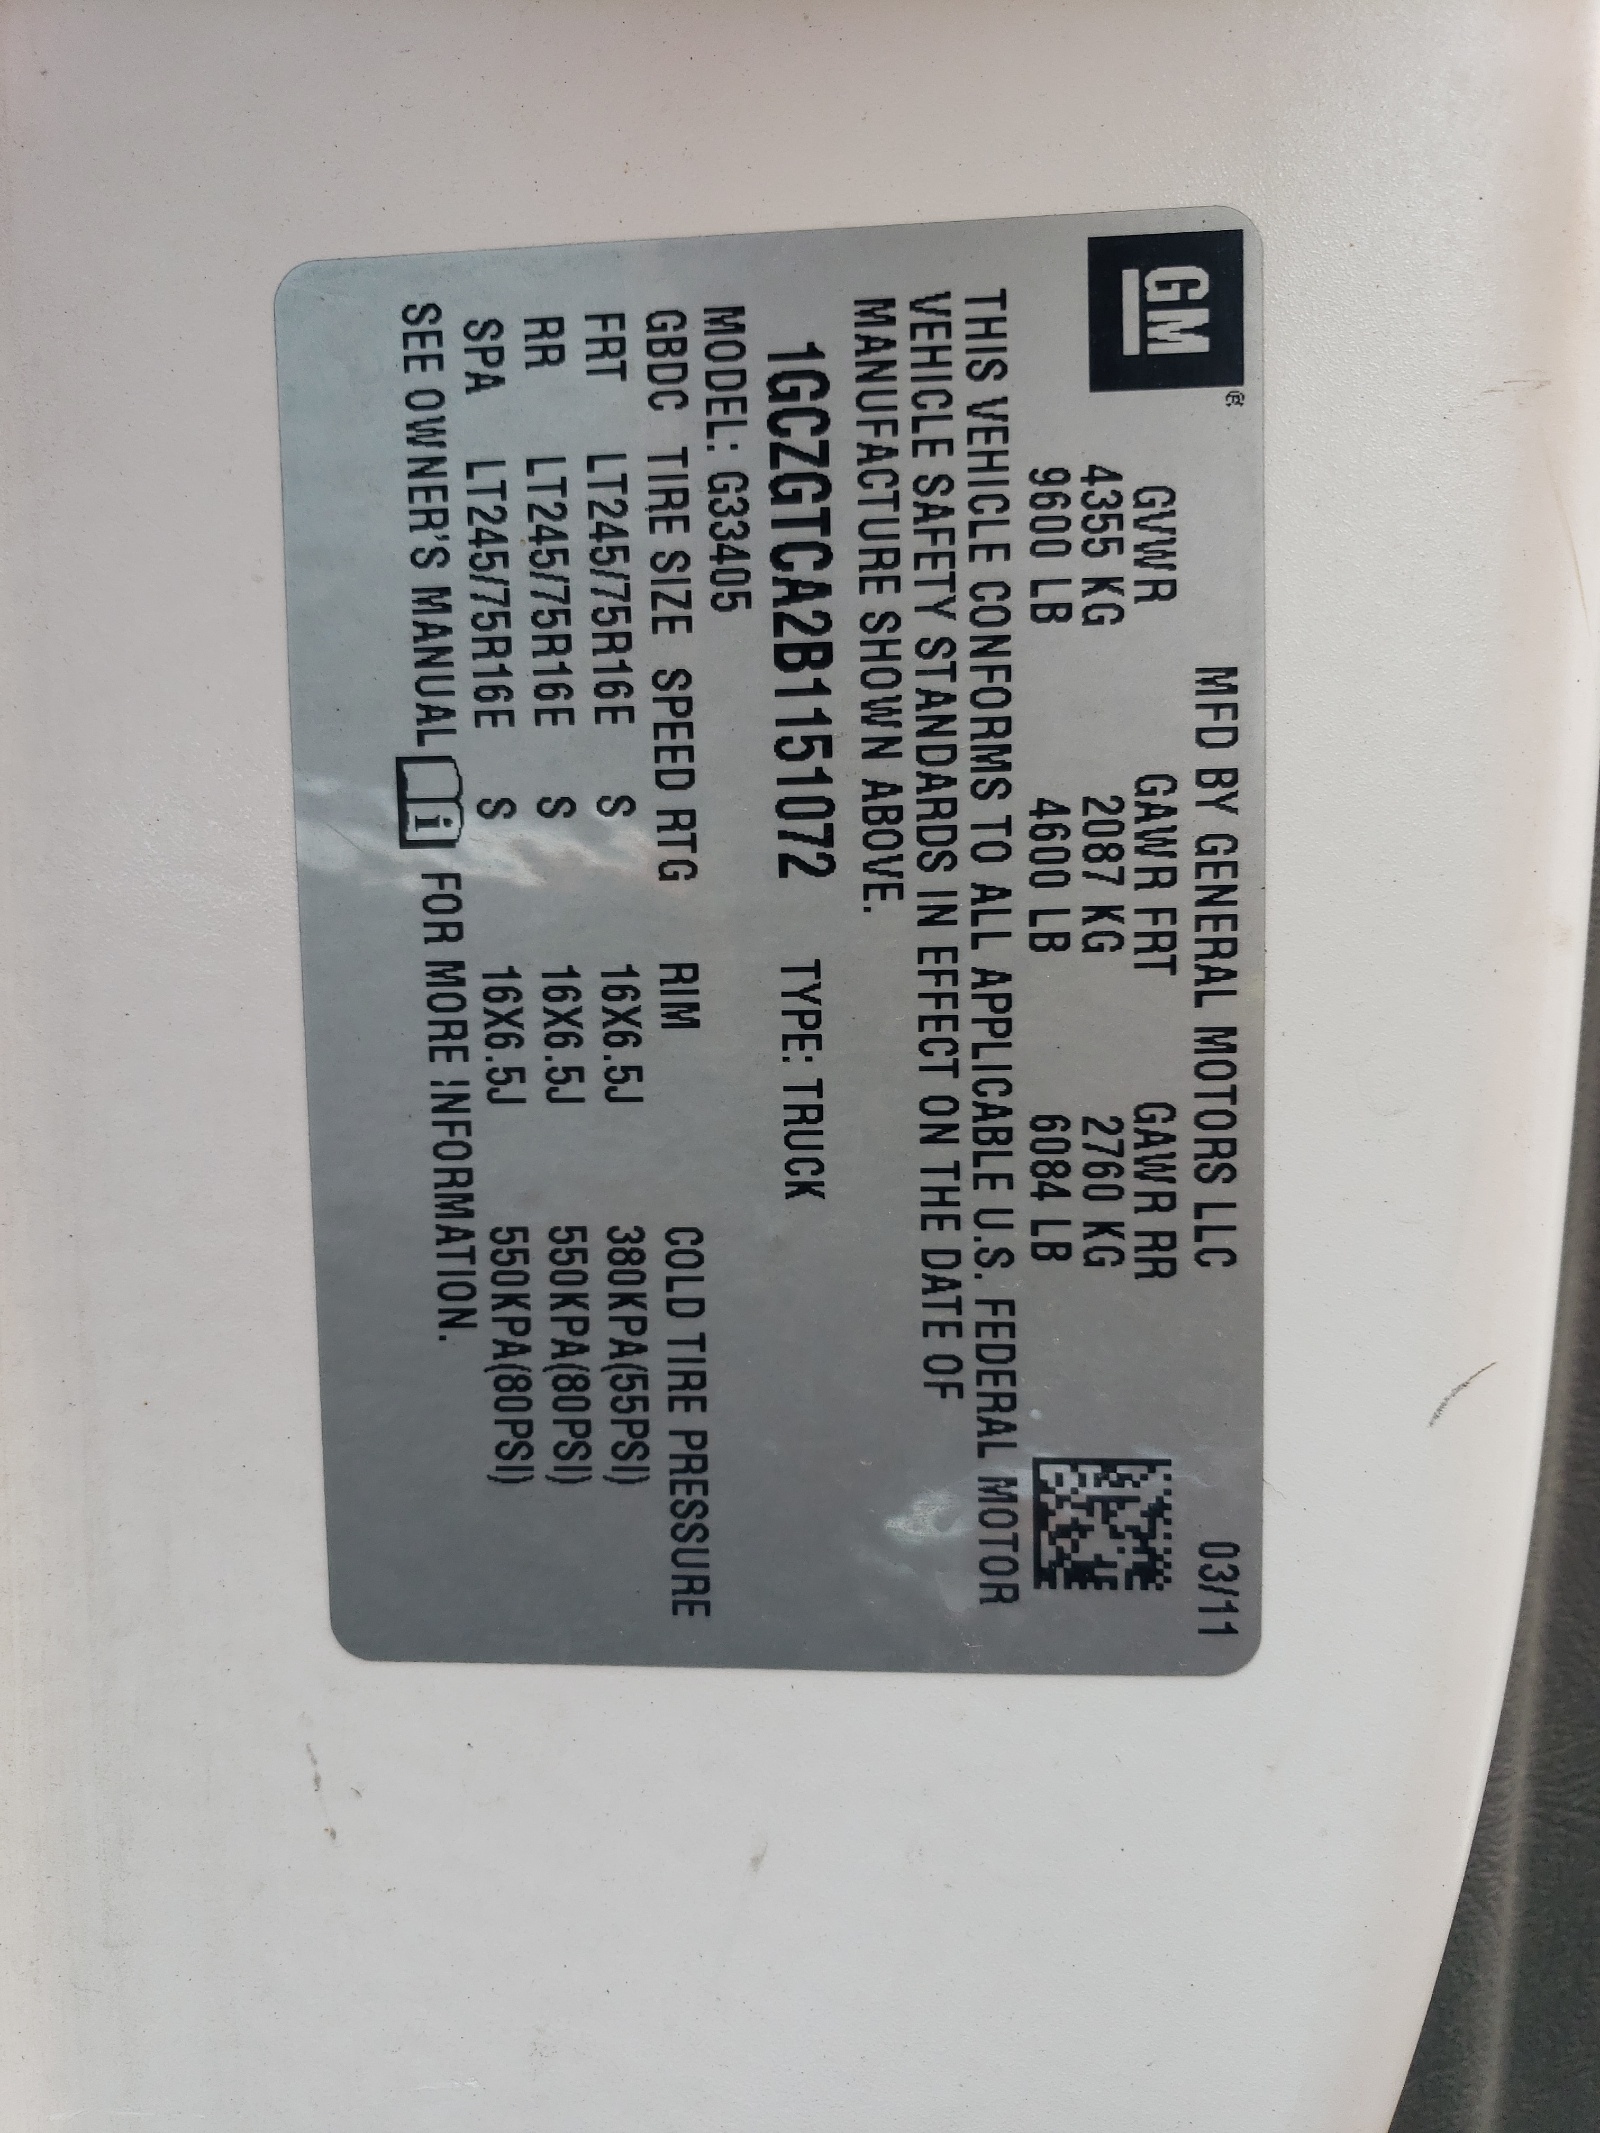 GM®
MFD BY GENERAL MOTORS LLC 03/11
GVWR GAWR FRT GAWR RR
4355 KG 2087 KG 2760 KG
9600 LB 4600 LB 6084 LB
THIS VEHICLE CONFORMS TO ALL APPLICABLE U.S. FEDERAL MOTOR
VEHICLE SAFETY STANDARDS IN EFFECT ON THE DATE OF
MANUFACTURE SHOWN ABOVE.
1GCZGTCA2B1151072 TYPE: TRUCK
MODEL: G33405
GBDC TIRE SIZE SPEED RTG RIM COLD TIRE PRESSURE
FRT LT245/75R16E S 16X6.5J 380KPA(55PSI)
RR LT245/75R16E S 16X6.5J 550KPA(80PSI)
SPA LT245/75R16E S 16X6.5J 550KPA(80PSI)
SEE OWNER'S MANUAL i FOR MORE INFORMATION.